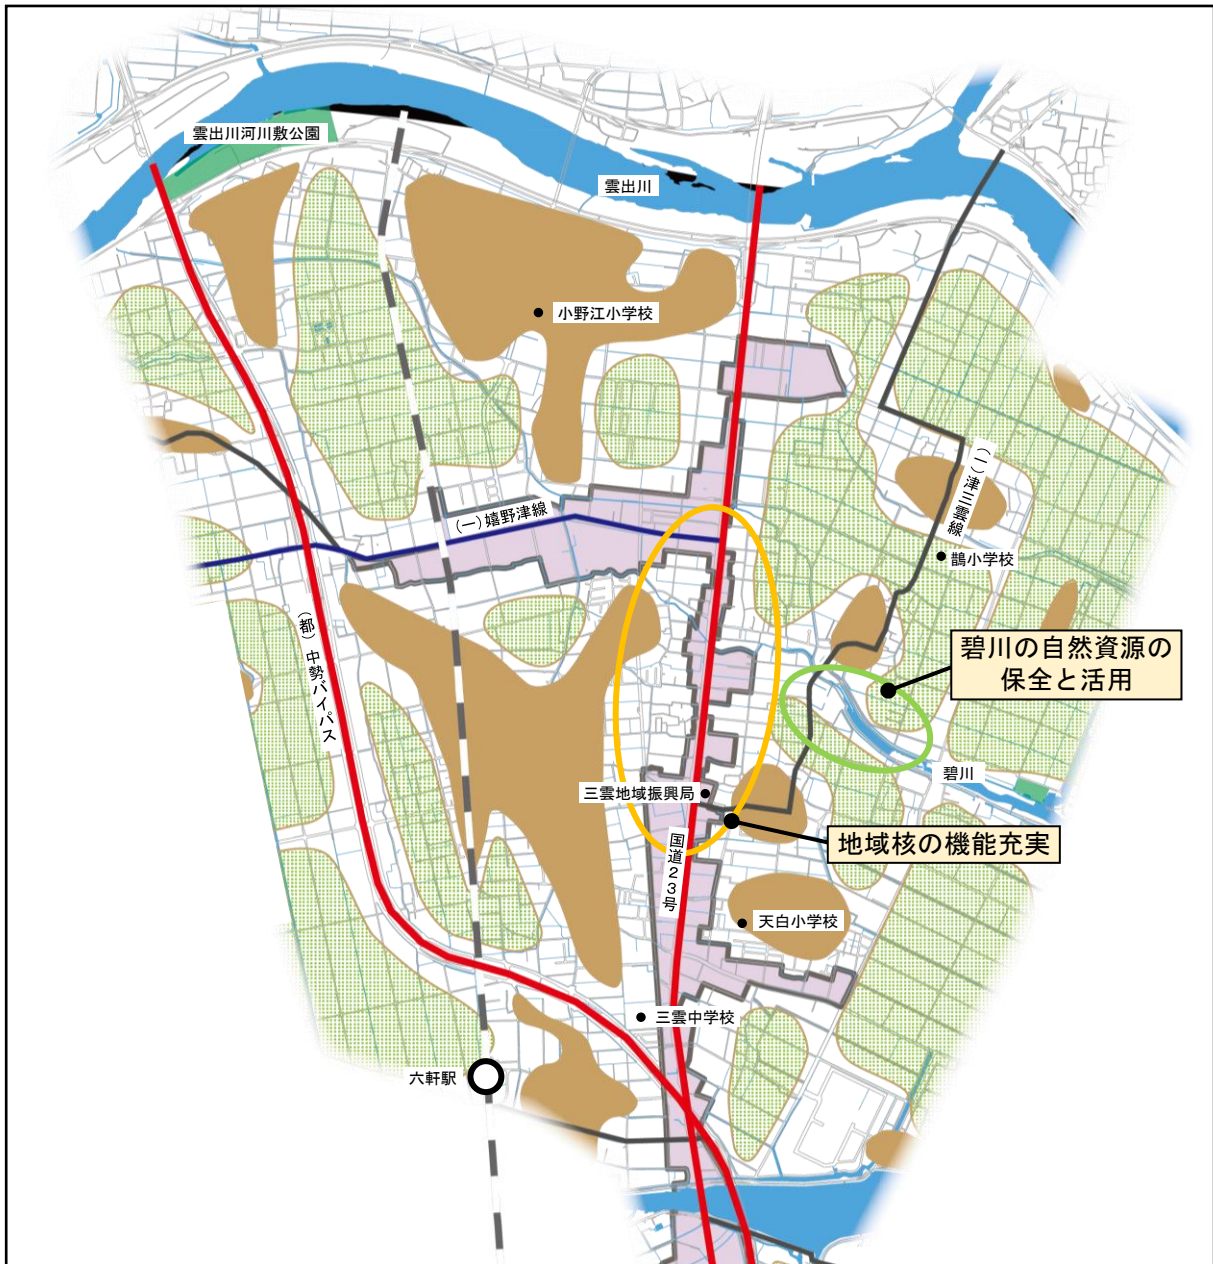 雲出川河川敷公園
雲出川
小野江小学校
(一)嬉野津線
(一)津三雲線
鵲小学校
(都)中勢バイパス
碧川の自然資源の
保全と活用
碧川
三雲地域振興局
地域核の機能充実
国道23号
天白小学校
三雲中学校
六軒駅